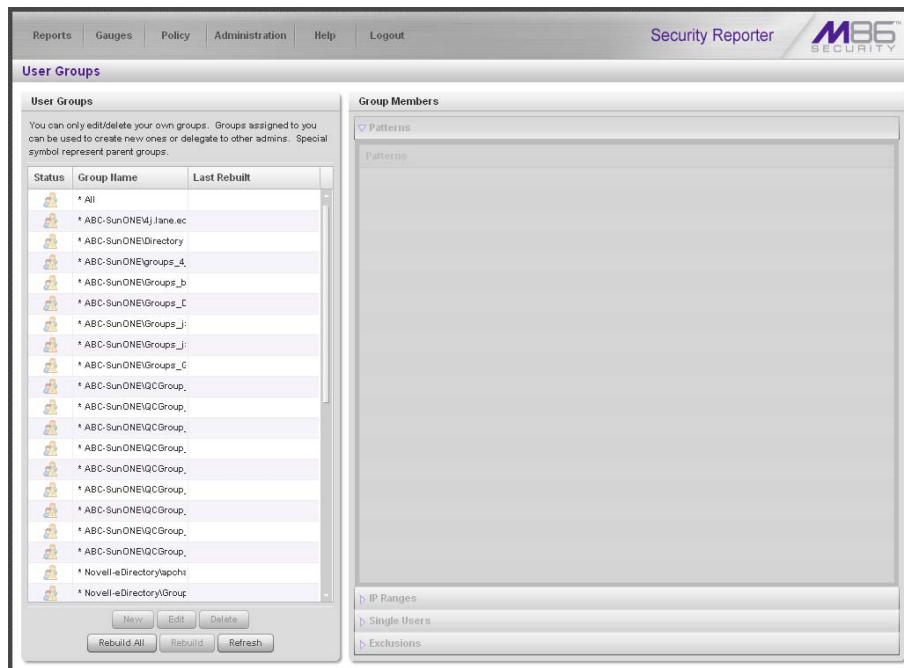 Reports Gauges Policy Administration Help Logout
Security Reporter
M86
SECURITY
User Groups
User Groups
You can only edit/delete your own groups. Groups assigned to you
can be used to create new ones or delegate to other admins. Special
symbol represent parent groups.
Status Group Name Last Rebuilt
* All
* ABC-SunONE\4j.lane.ec
* ABC-SunONE\Directory
* ABC-SunONE\groups_4_
* ABC-SunONE\Groups_b
* ABC-SunONE\Groups_D
* ABC-SunONE\Groups_j
* ABC-SunONE\Groups_j
* ABC-SunONE\Groups_G
* ABC-SunONE\QCGroup_
* ABC-SunONE\QCGroup_
* ABC-SunONE\QCGroup_
* ABC-SunONE\QCGroup_
* ABC-SunONE\QCGroup_
* ABC-SunONE\QCGroup_
* ABC-SunONE\QCGroup_
* ABC-SunONE\QCGroup_
* ABC-SunONE\QCGroup_
* Novell-eDirectory\apcha
* Novell-eDirectory\Group
New Edit Delete
Rebuild All Rebuild Refresh
Group Members
Patterns
Patterns
IP Ranges
Single Users
Exclusions